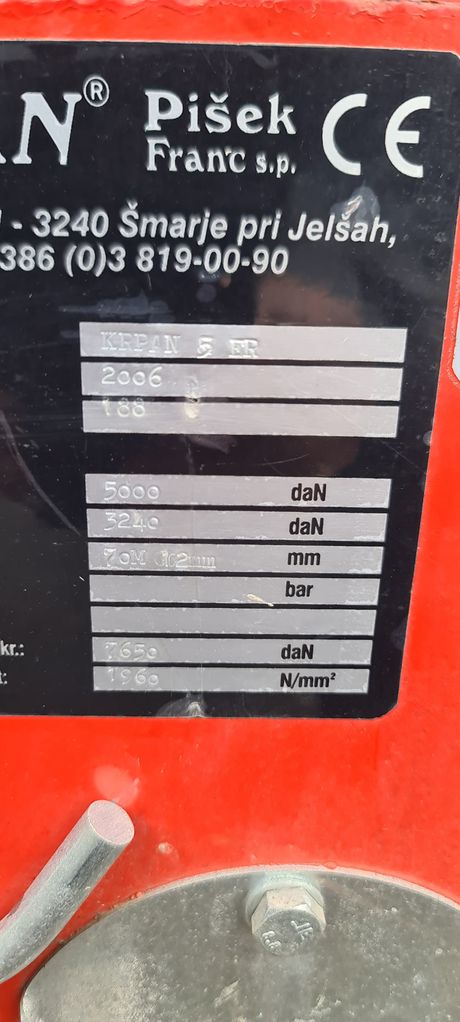 AN® Pišek
Franc s.p.
CE
- 3240 Šmarje pri Jelšah,
386 (0)3 819-00-90
KRPAN 5 ER
2006
188
5000 daN
3240 daN
70M mm
bar
kr.: 7650 daN
t: 1960 N/mm²